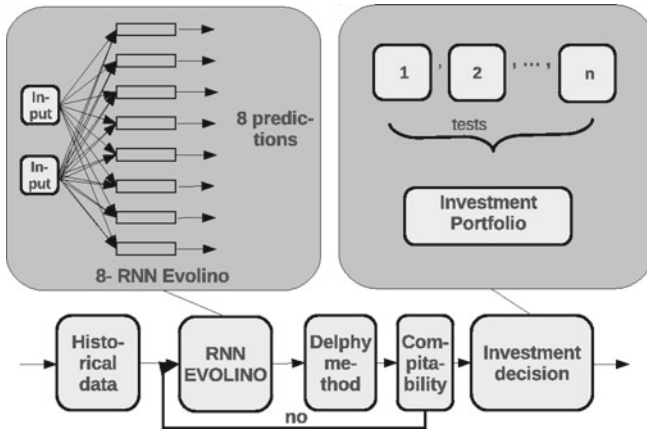 In-
put
In-
put
8 predic-
tions
8- RNN Evolino
1 , 2 , ... , n
tests
Investment
Portfolio
Histo-
rical
data
RNN
EVOLINO
Delphy
me-
thod
Com-
pita-
bility
Investment
decision
no